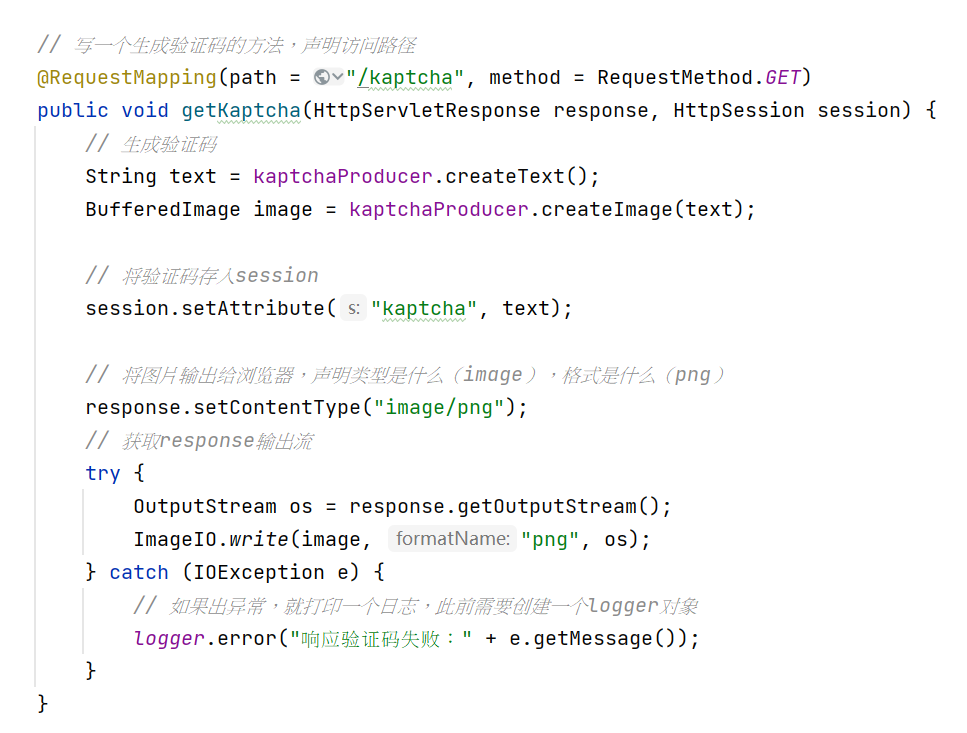 // 写一个生成验证码的方法，声明访问路径
@RequestMapping(path = "/kaptcha", method = RequestMethod.GET)
public void getKaptcha(HttpServletResponse response, HttpSession session) {
// 生成验证码
String text = kaptchaProducer.createText();
BufferedImage image = kaptchaProducer.createImage(text);
// 将验证码存入session
session.setAttribute( s: "kaptcha", text);
// 将图片输出给浏览器，声明类型是什么（image），格式是什么（png）
response.setContentType("image/png");
// 获取response输出流
try {
OutputStream os = response.getOutputStream();
ImageIO.write(image, formatName: "png", os);
} catch (IOException e) {
// 如果出异常，就打印一个日志，此前需要创建一个logger对象
logger.error("响应验证码失败：" + e.getMessage());
}
}